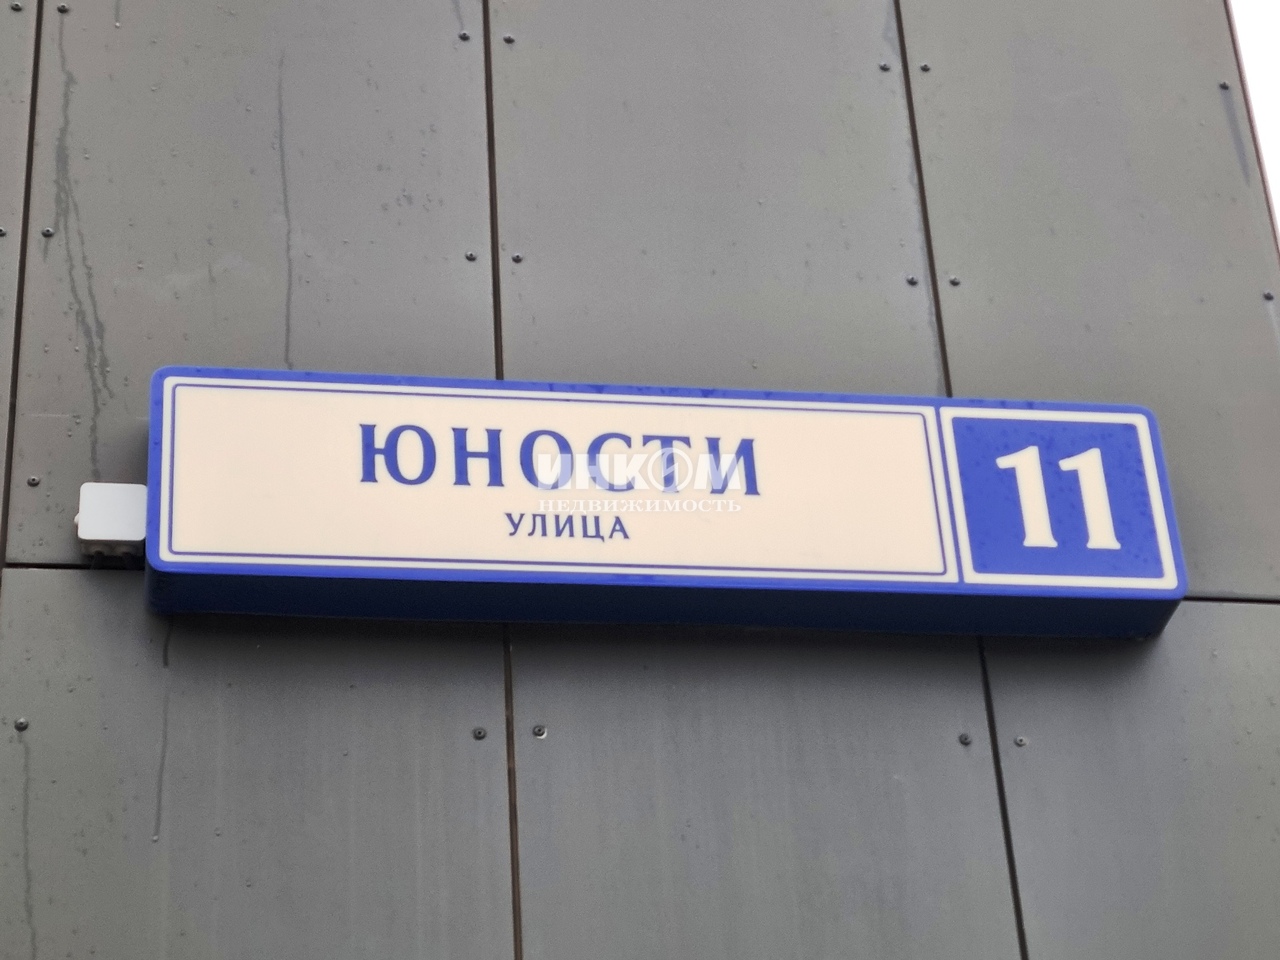 ЮНОСТИ
ИНКОМ
НЕДВИЖИМОСТЬ
УЛИЦА
11